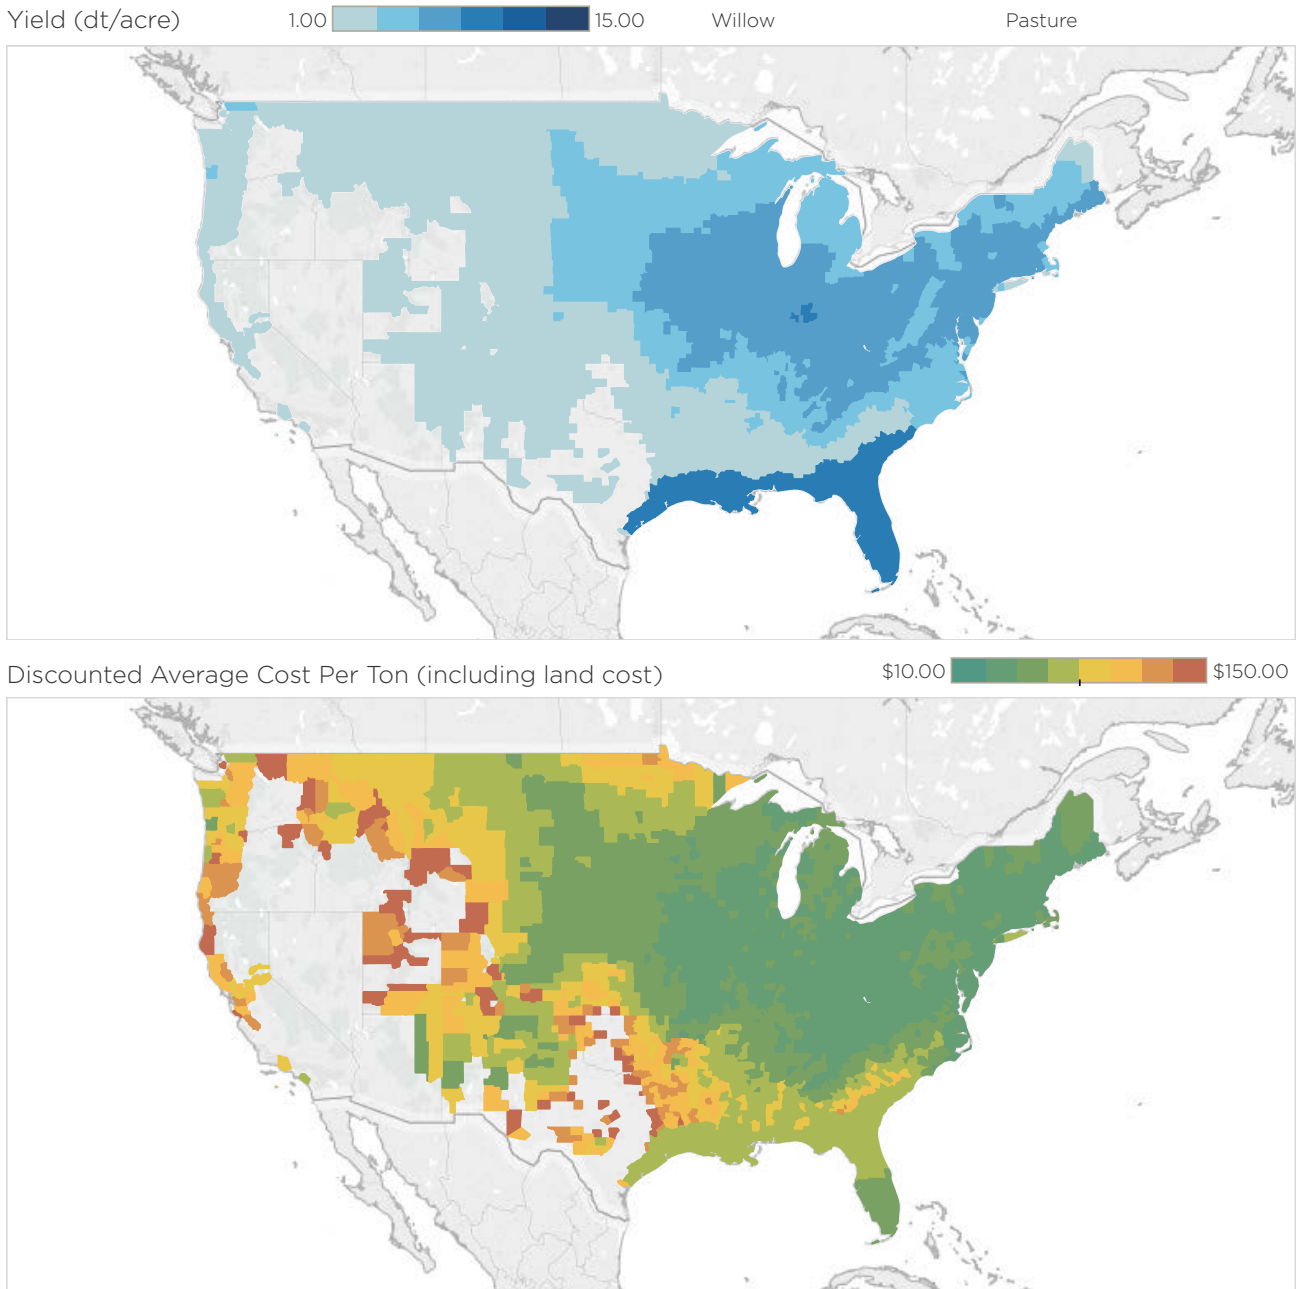 Yield (dt/acre) 1.00 15.00 Willow Pasture
Discounted Average Cost Per Ton (including land cost) $10.00 $150.00